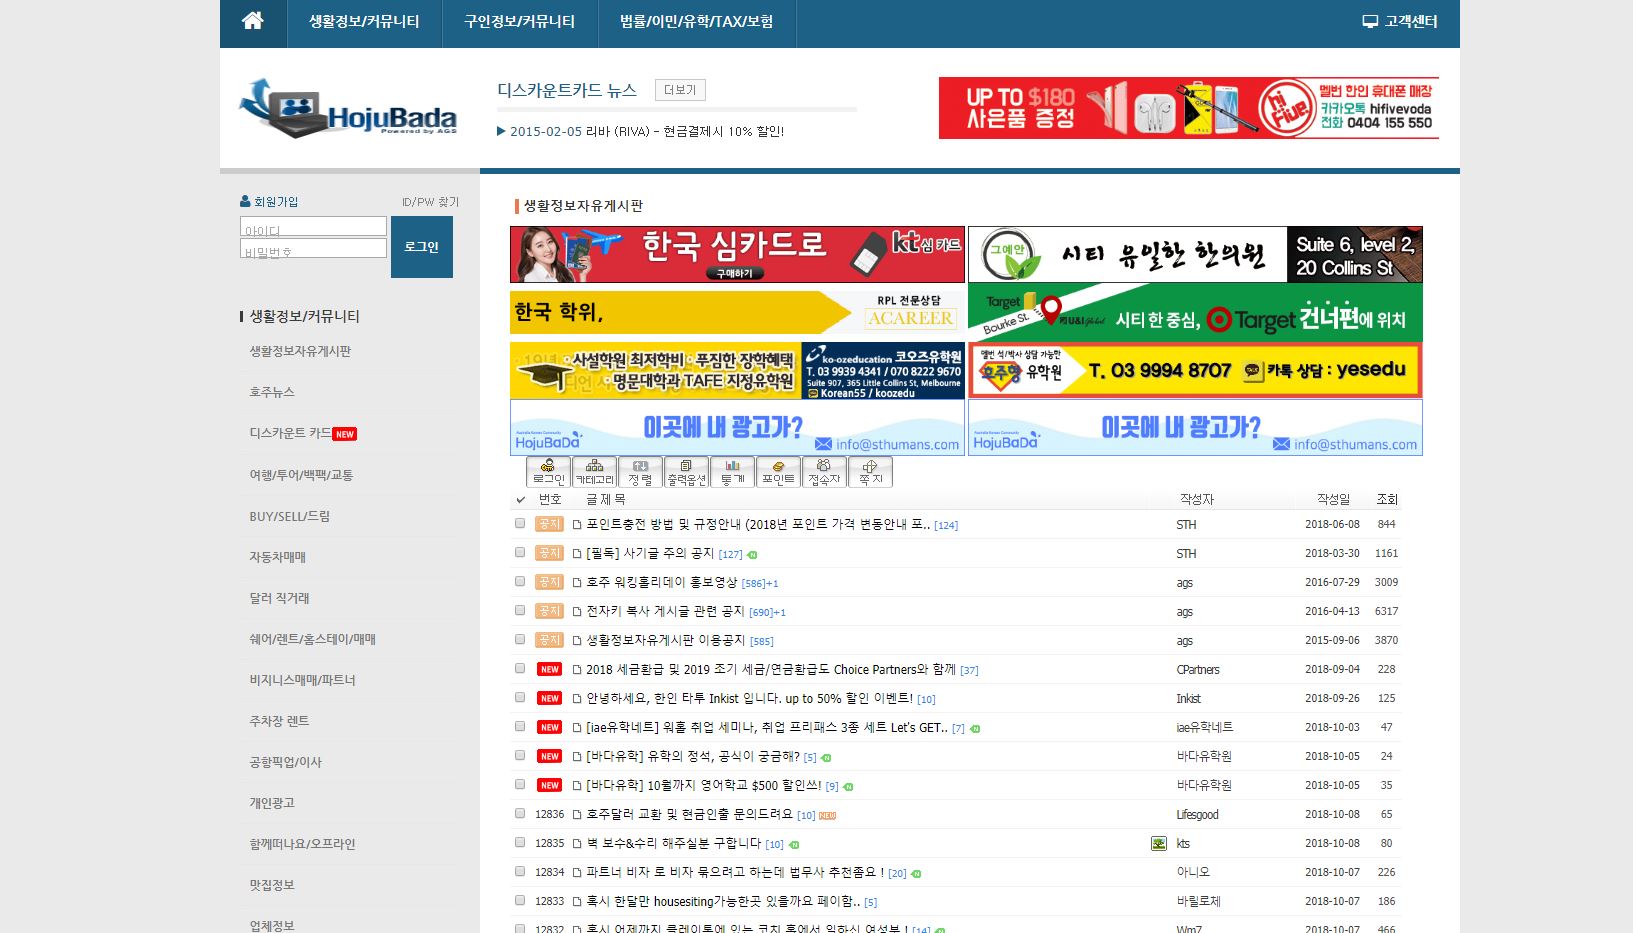 생활정보/커뮤니티
구인정보/커뮤니티
법률/이민/유학/TAX/보험
고객센터
HojuBada
Powered by AGS
디스카운트카드 뉴스
더보기
2015-02-05 리바 (RIVA) - 현금결제시 10% 할인!
UP TO $180
사은품 증정
hi Five
멜번 한인 휴대폰 매장
카카오톡 hifivevoda
전화 0404 155 550
회원가입
ID/PW 찾기
아이디
비밀번호
로그인
생활정보/커뮤니티
생활정보자유게시판
호주뉴스
디스카운트 카드 NEW
여행/투어/백팩/교통
BUY/SELL/드림
자동차매매
달러 직거래
쉐어/렌트/홈스테이/매매
비지니스매매/파트너
주차장 렌트
공항픽업/이사
개인광고
함께떠나요/오프라인
맛집정보
업체정보
생활정보자유게시판
한국 심카드로
구매하기
kt 심 카드
그예안
시티 유일한 한의원
Suite 6, level 2,
20 Collins St
한국 학위,
RPL 전문상담
ACAREER
Target
Bourke St.
U&I Global
시티 한 중심, Target 건너편에 위치
사설학원 최저학비 · 푸짐한 장학혜택
명문대학과 TAFE 지정유학원
ko-ozeducation 코오즈유학원
T. 03 9939 4341 / 070 8222 9670
Suite 907, 365 Little Collins St, Melbourne
Korean55 / koozedu
멜번 석/박사 상담 가능한
호주형 유학원
T. 03 9994 8707
카톡 상담 : yesedu
이곳에 내 광고가?
HojuBaDa
info@sthumans.com
이곳에 내 광고가?
HojuBaDa
info@sthumans.com
로그인 카테고리 정 렬 출력옵션 통 계 포인트 접속자 쪽 지
번호 글 제 목 작성자 작성일 조회
공지 포인트충전 방법 및 규정안내 (2018년 포인트 가격 변동안내 포.. [124] STH 2018-06-08 844
공지 [필독] 사기글 주의 공지 [127] N STH 2018-03-30 1161
공지 호주 워킹홀리데이 홍보영상 [586]+1 ags 2016-07-29 3009
공지 전자키 복사 게시글 관련 공지 [690]+1 ags 2016-04-13 6317
공지 생활정보자유게시판 이용공지 [585] ags 2015-09-06 3870
NEW 2018 세금환급 및 2019 조기 세금/연금환급도 Choice Partners와 함께 [37] CPartners 2018-09-04 228
NEW 안녕하세요, 한인 타투 Inkist 입니다. up to 50% 할인 이벤트! [10] Inkist 2018-09-26 125
NEW [iae유학네트] 워홀 취업 세미나, 취업 프리패스 3종 세트 Let's GET.. [7] N iae유학네트 2018-10-03 47
NEW [바다유학] 유학의 정석, 공식이 궁금해? [5] N 바다유학원 2018-10-05 24
NEW [바다유학] 10월까지 영어학교 $500 할인쓰! [9] N 바다유학원 2018-10-05 35
12836 호주달러 교환 및 현금인출 문의드려요 [10] NEW Lifesgood 2018-10-08 65
12835 벽 보수&수리 해주실분 구합니다 [10] N kts 2018-10-08 80
12834 파트너 비자 로 비자 묶으려고 하는데 법무사 추천좀요 ! [20] N 아니오 2018-10-07 226
12833 혹시 한달만 housesiting가능한곳 있을까요 페이함.. [5] 바릴로체 2018-10-07 186
12832 혹시 어제까지 클레이톤에 있는 코치 홈에서 일하신 여성분 ! [14] N Wm7 2018-10-07 466